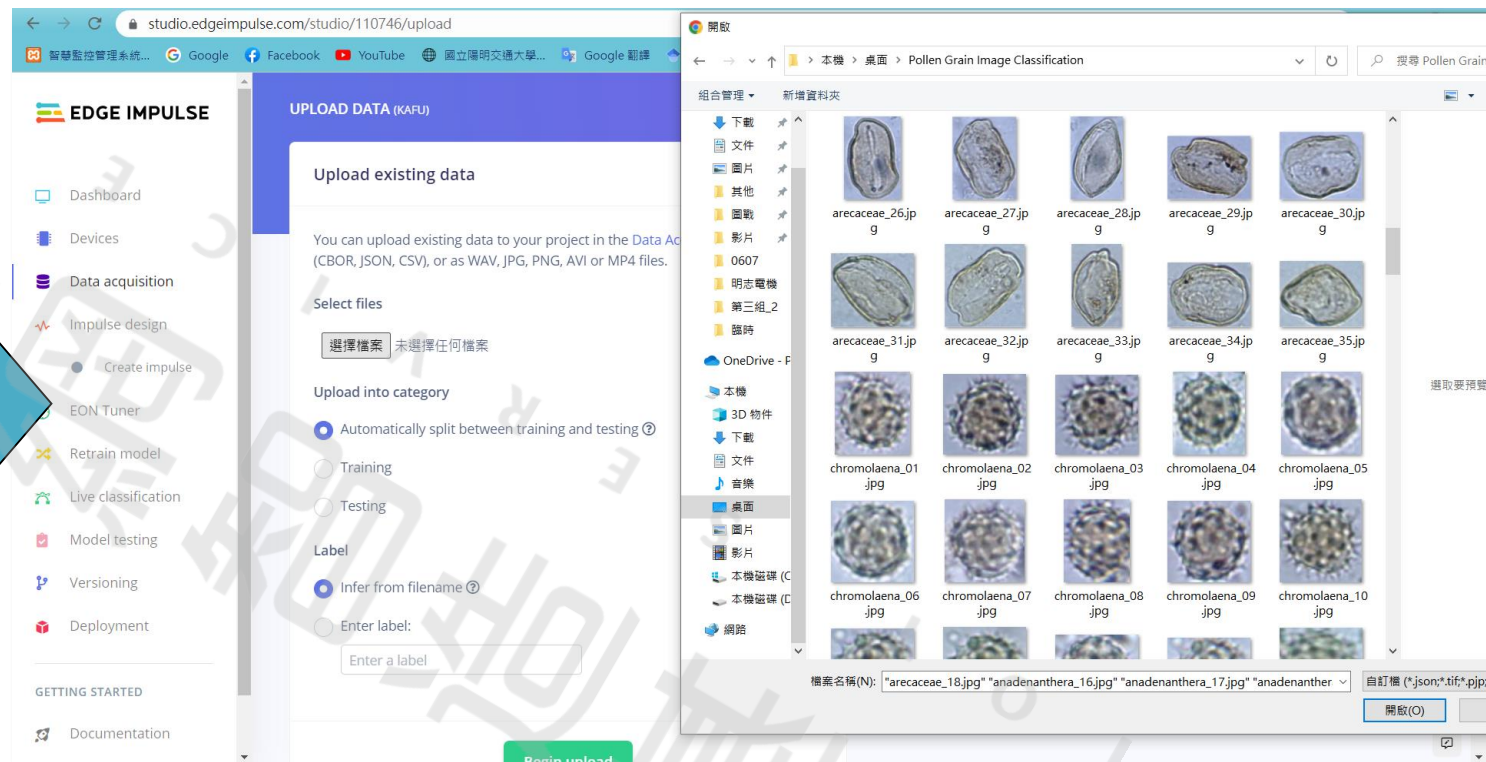 studio.edgeimpulse.com/studio/110746/upload
智慧監控管理系統... Google Facebook YouTube 國立陽明交通大學... Google 翻譯
EDGE IMPULSE
Dashboard
Devices
Data acquisition
Impulse design
Create impulse
EON Tuner
Retrain model
Live classification
Model testing
Versioning
Deployment
GETTING STARTED
Documentation
UPLOAD DATA (KAFU)
Upload existing data
You can upload existing data to your project in the Data Ac
(CBOR, JSON, CSV), or as WAV, JPG, PNG, AVI or MP4 files.
Select files
選擇檔案 未選擇任何檔案
Upload into category
Automatically split between training and testing
Training
Testing
Label
Infer from filename
Enter label:
Enter a label
Begin upload
開啟
本機 > 桌面 > Pollen Grain Image Classification
搜尋 Pollen Grain
組合管理 新增資料夾
下載
文件
圖片
其他
圖戰
影片
0607
明志電機
第三組_2
臨時
OneDrive - P
本機
3D 物件
下載
文件
音樂
桌面
圖片
影片
本機磁碟 (C
本機磁碟 (D
網路
arecaceae_26.jp
g
arecaceae_27.jp
g
arecaceae_28.jp
g
arecaceae_29.jp
g
arecaceae_30.jp
g
arecaceae_31.jp
g
arecaceae_32.jp
g
arecaceae_33.jp
g
arecaceae_34.jp
g
arecaceae_35.jp
g
chromolaena_01
.jpg
chromolaena_02
.jpg
chromolaena_03
.jpg
chromolaena_04
.jpg
chromolaena_05
.jpg
chromolaena_06
.jpg
chromolaena_07
.jpg
chromolaena_08
.jpg
chromolaena_09
.jpg
chromolaena_10
.jpg
選取要預覽
檔案名稱(N): "arecaceae_18.jpg" "anadenanthera_16.jpg" "anadenanthera_17.jpg" "anadenanther
自訂檔 (*.json;*.tif;*.pjp;
開啟(O)